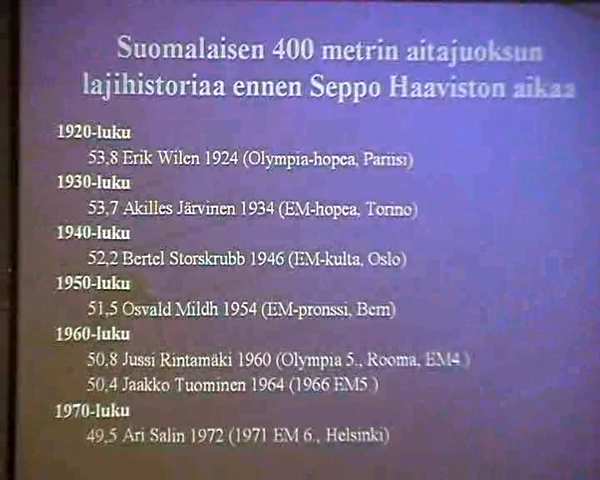 Suomalaisen 400 metrin aitajuoksun
lajihistoriaa ennen Seppo Haaviston aikaa
1920-luku
53,8 Erik Wilen 1924 (Olympia-hopea, Pariisi)
1930-luku
53,7 Akilles Järvinen 1934 (EM-hopea, Torino)
1940-luku
52,2 Bertel Storskrubb 1946 (EM-kulta, Oslo)
1950-luku
51,5 Osvald Mildh 1954 (EM-pronssi, Bern)
1960-luku
50,8 Jussi Rintamäki 1960 (Olympia 5., Rooma, EM4 )
50,4 Jaakko Tuominen 1964 (1966 EM5 )
1970-luku
49,5 Ari Salin 1972 (1971 EM 6., Helsinki)